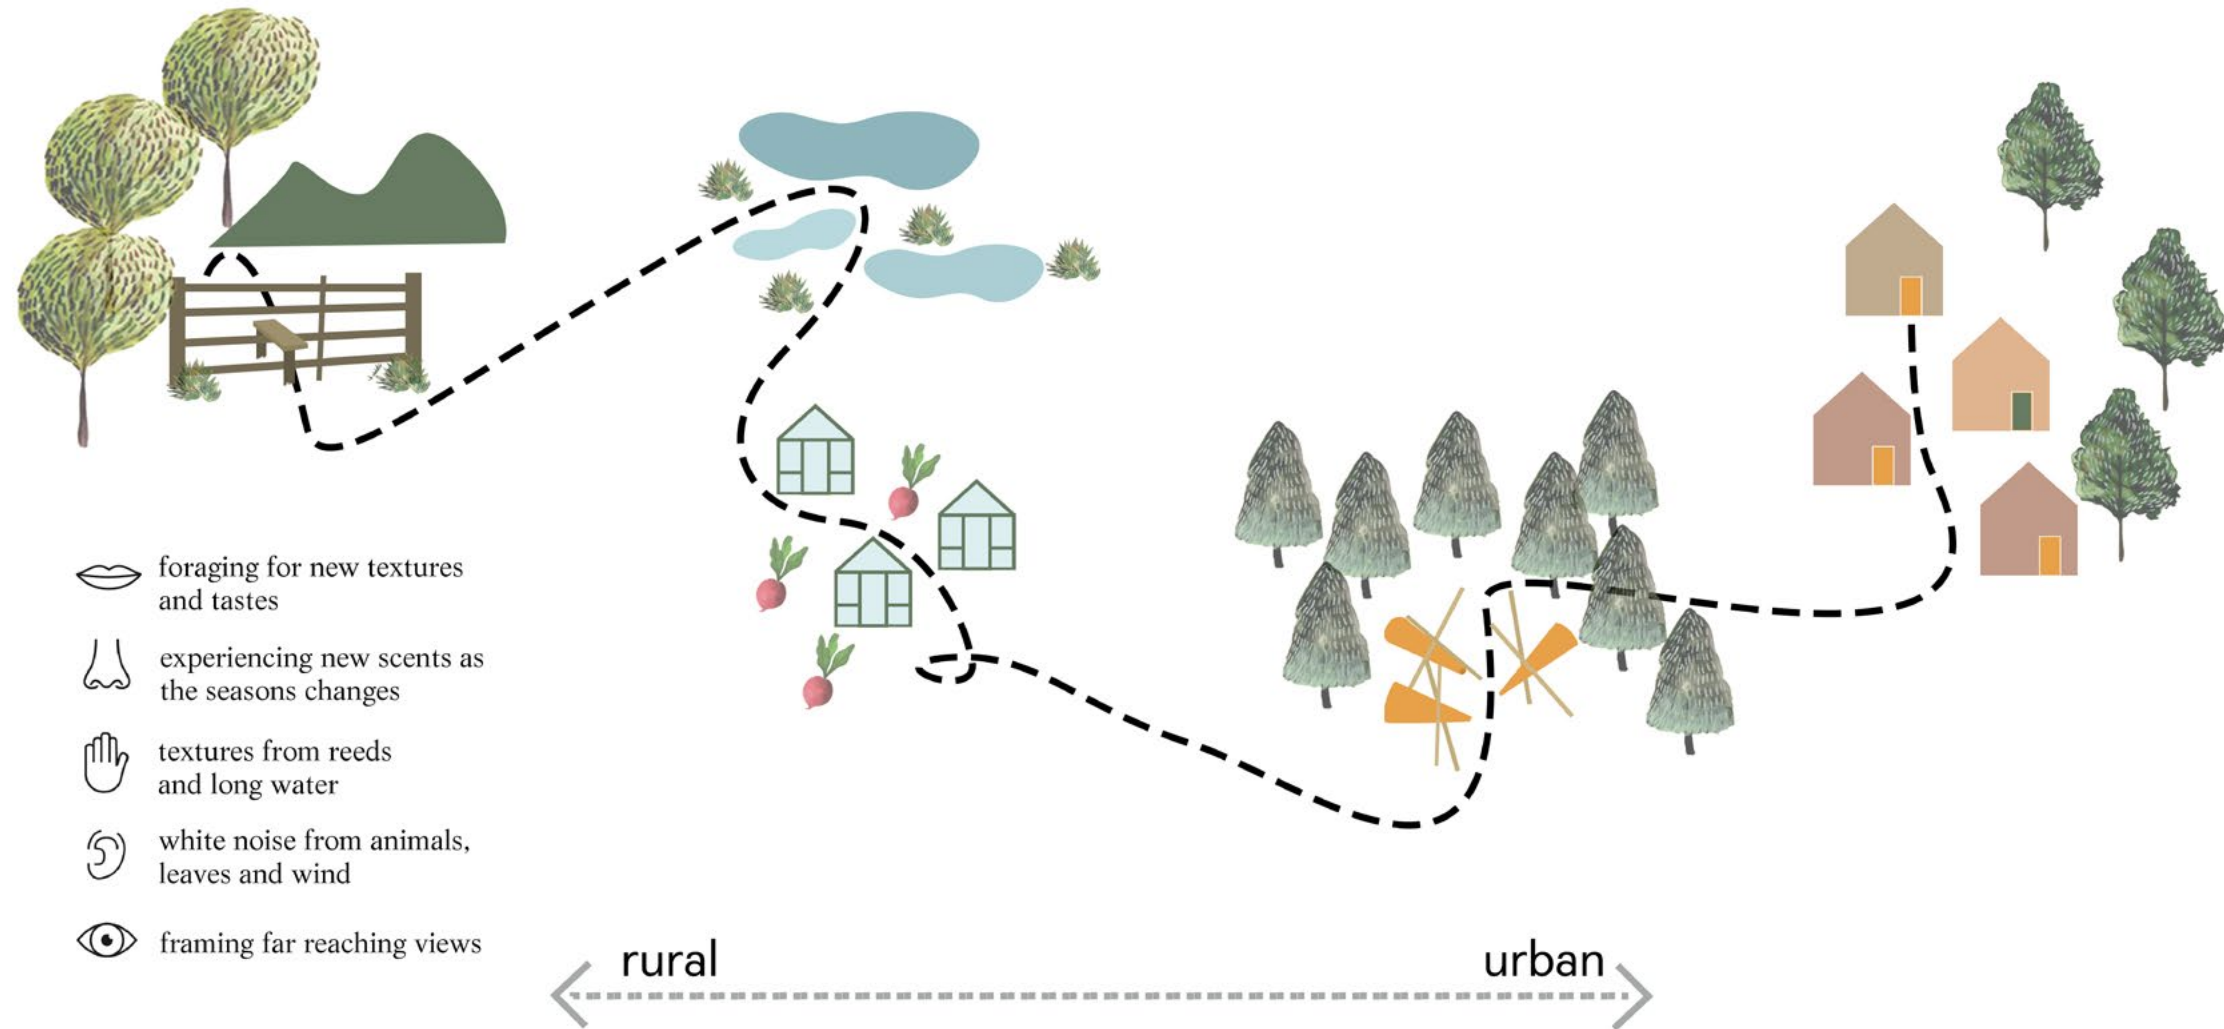 foraging for new textures
and tastes
experiencing new scents as
the seasons changes
textures from reeds
and long water
white noise from animals,
leaves and wind
framing far reaching views
rural
urban